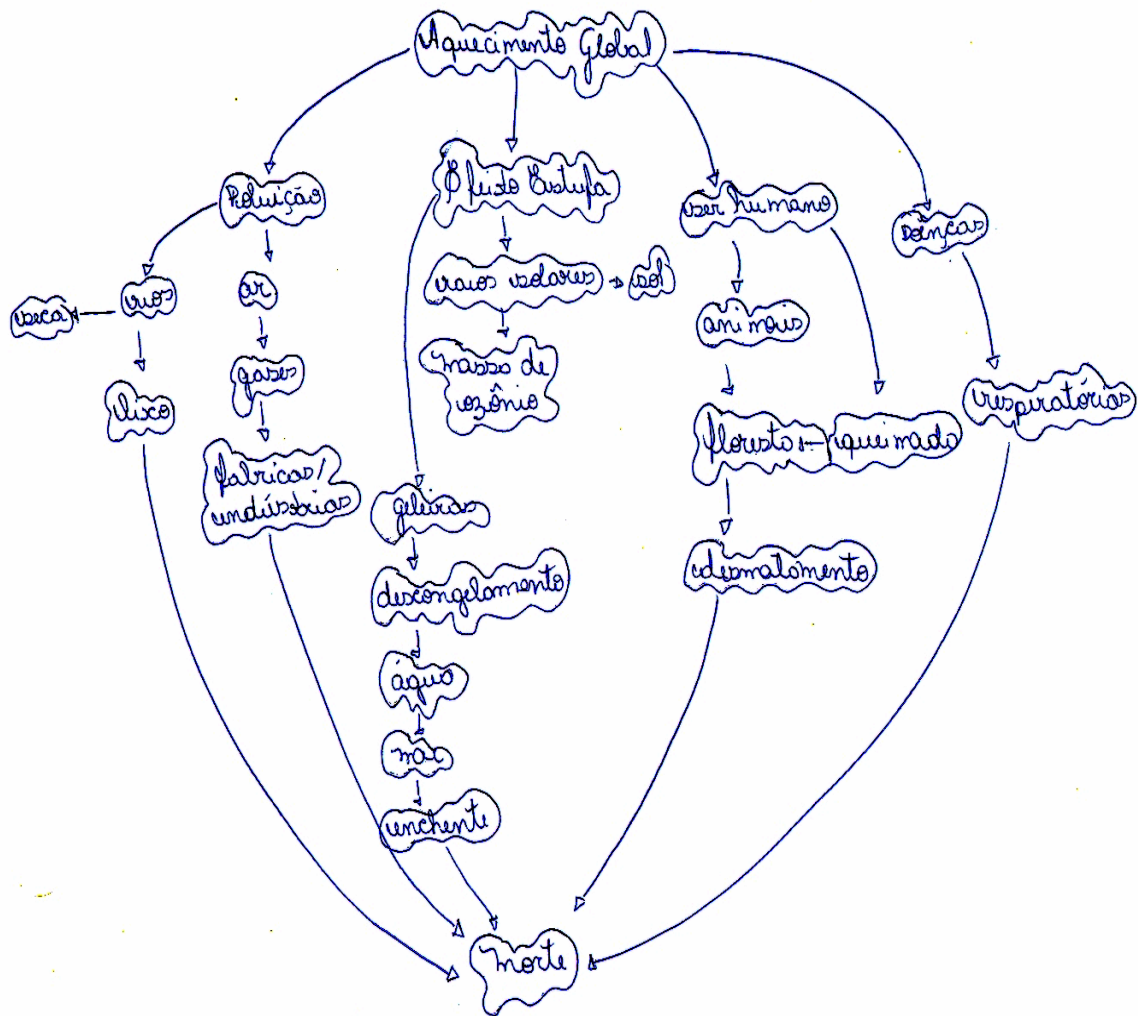 Aquecimento Global
Poluição
Efeito Estufa
ser humano
doenças
seca
rios
ar
raios solares
sol
animais
lixo
gases
massa de
ozônio
florestas
queimada
respiratórias
fabricas/
indústrias
geleiras
desmatamento
descongelamento
água
mar
enchente
Morte